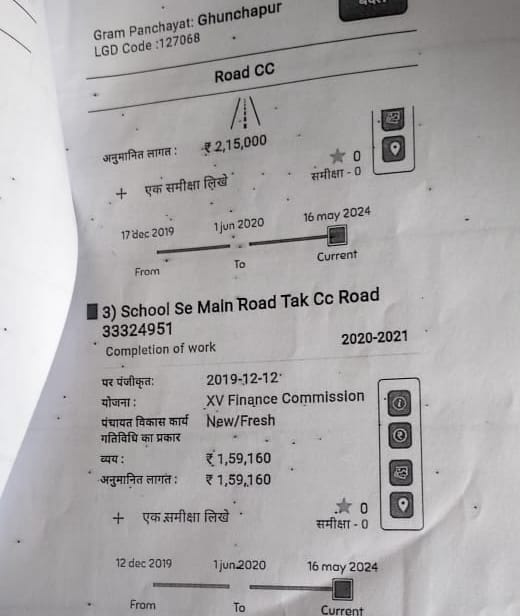 Gram Panchayat: Ghunchapur
LGD Code :127068
Road CC
अनुमानित लागत : ₹ 2,15,000
0
समीक्षा - 0
+ एक समीक्षा लिखे
17 dec 2019 1 jun 2020 16 may 2024
From To Current
3) School Se Main Road Tak Cc Road
33324951
Completion of work 2020-2021
पर पंजीकृत: 2019-12-12
योजना : XV Finance Commission
पंचायत विकास कार्य New/Fresh
गतिविधि का प्रकार
व्यय : ₹ 1,59,160
अनुमानित लागत : ₹ 1,59,160
0
+ एक समीक्षा लिखे समीक्षा - 0
12 dec 2019 1 jun 2020 16 may 2024
From To Current